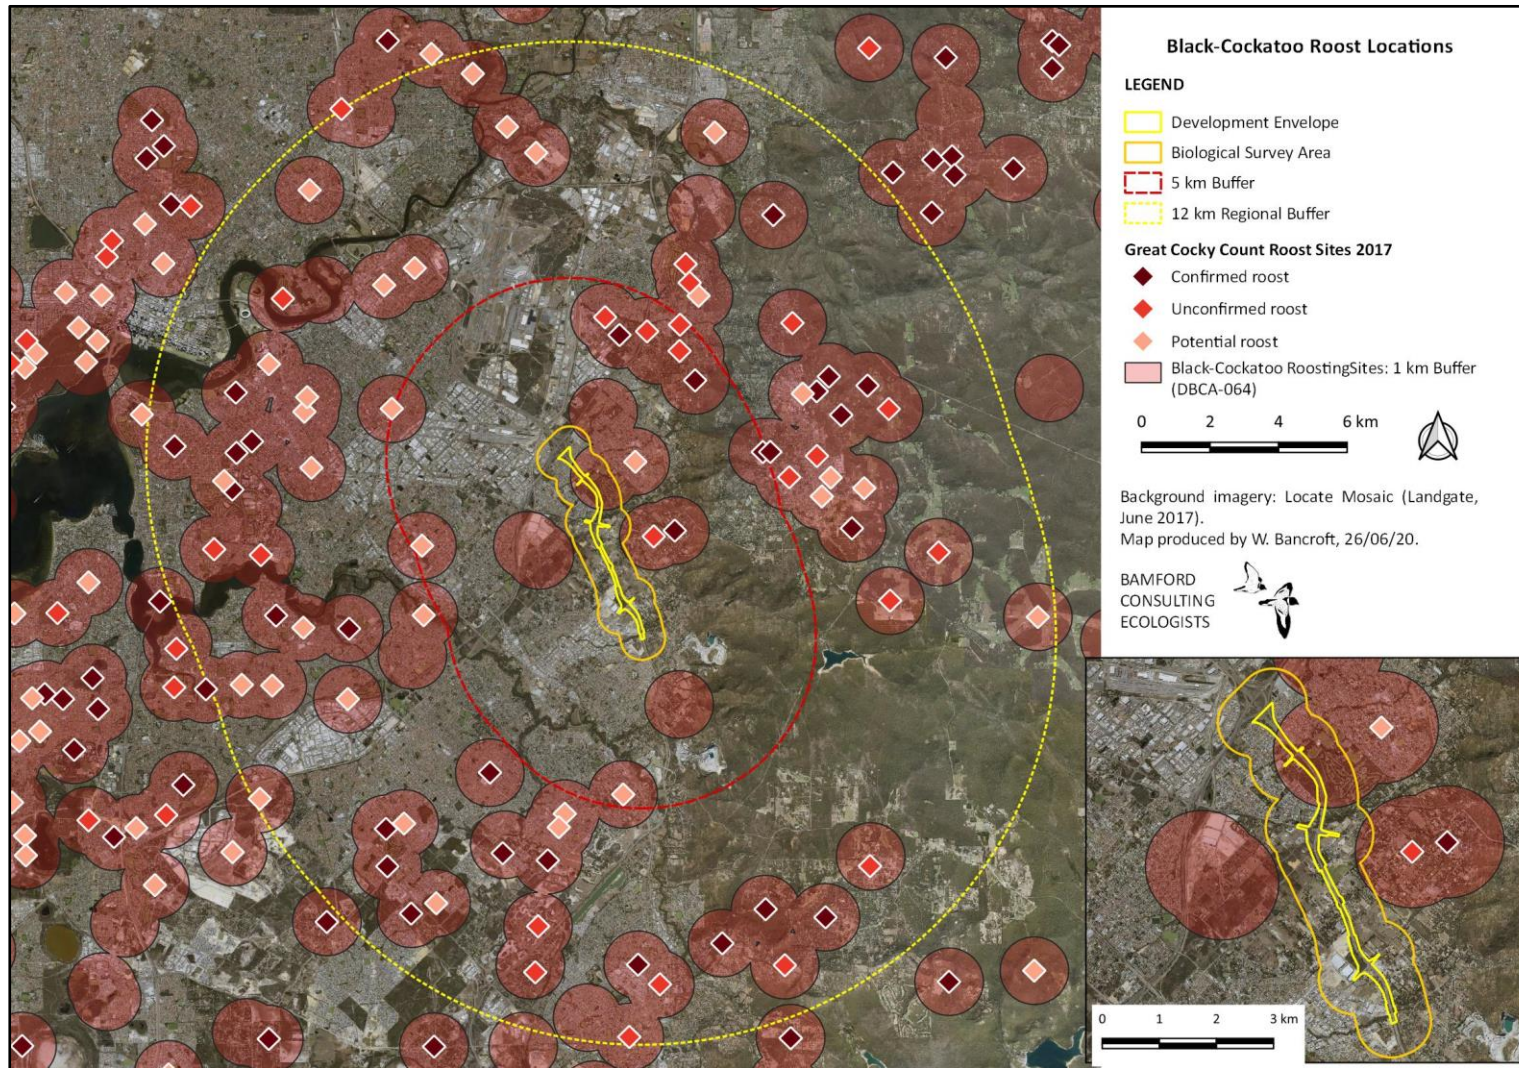 Black-Cockatoo Roost Locations
LEGEND
Development Envelope
Biological Survey Area
5 km Buffer
12 km Regional Buffer
Great Cocky Count Roost Sites 2017
Confirmed roost
Unconfirmed roost
Potential roost
Black-Cockatoo RoostingSites: 1 km Buffer
(DBCA-064)
0 2 4 6 km
Background imagery: Locate Mosaic (Landgate,
June 2017).
Map produced by W. Bancroft, 26/06/20.
BAMFORD
CONSULTING
ECOLOGISTS
0 1 2 3 km